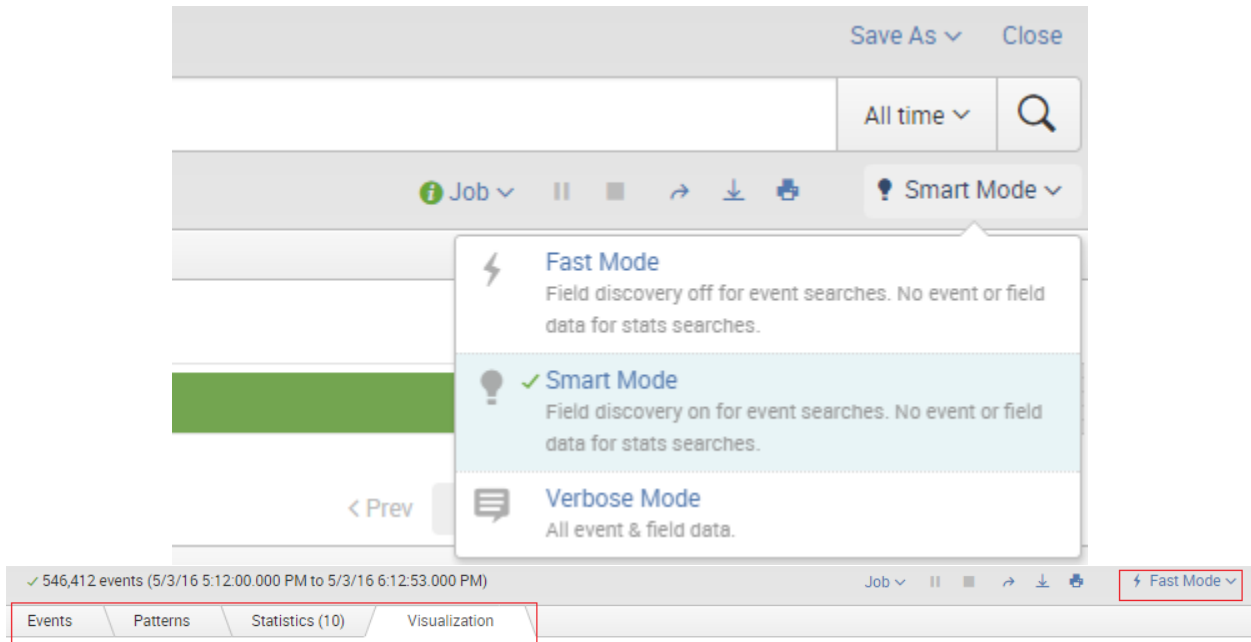 Save As Close
All time
Job Smart Mode
Fast Mode
Field discovery off for event searches. No event or field
data for stats searches.
Smart Mode
Field discovery on for event searches. No event or field
data for stats searches.
< Prev
Verbose Mode
All event & field data.
546,412 events (5/3/16 5:12:00.000 PM to 5/3/16 6:12:53.000 PM) Job Fast Mode
Events Patterns Statistics (10) Visualization